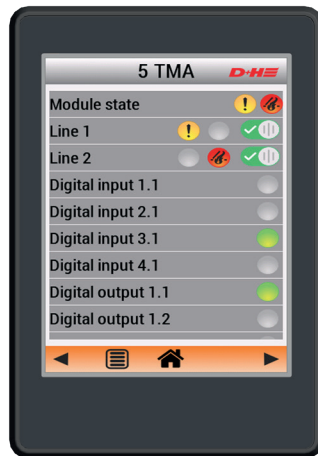 5 TMA D+H
Module state
Line 1
Line 2
Digital input 1.1
Digital input 2.1
Digital input 3.1
Digital input 4.1
Digital output 1.1
Digital output 1.2